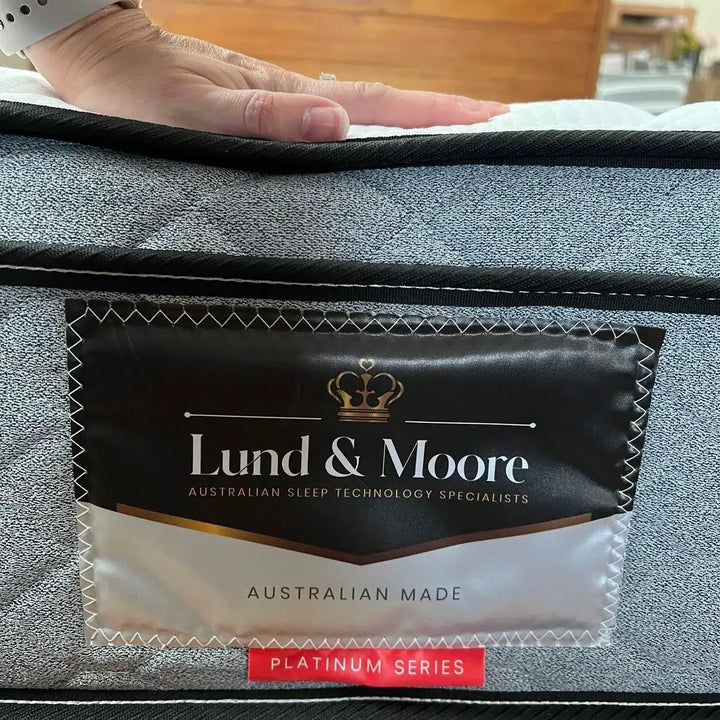 Lund & Moore
AUSTRALIAN SLEEP TECHNOLOGY SPECIALISTS
AUSTRALIAN MADE
PLATINUM SERIES